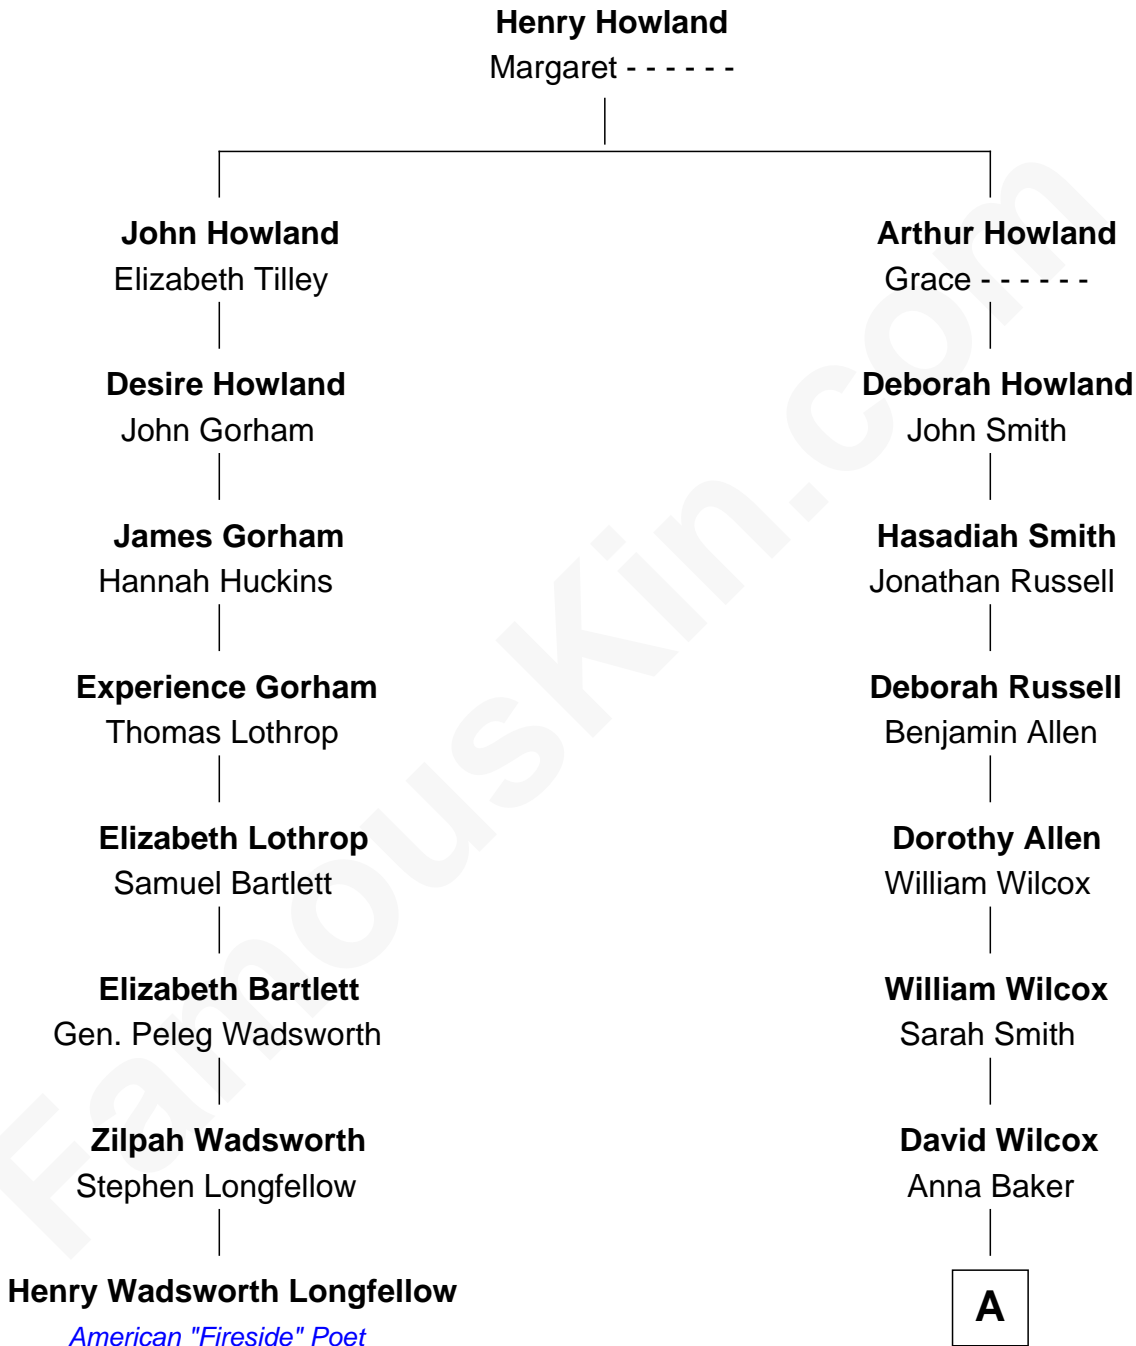 Henry Howland
Margaret - - - - - -
John Howland
Elizabeth Tilley
Arthur Howland
Grace - - - - - -
Desire Howland
John Gorham
Deborah Howland
John Smith
James Gorham
Hannah Huckins
Hasadiah Smith
Jonathan Russell
Experience Gorham
Thomas Lothrop
Deborah Russell
Benjamin Allen
Elizabeth Lothrop
Samuel Bartlett
Dorothy Allen
William Wilcox
Elizabeth Bartlett
Gen. Peleg Wadsworth
William Wilcox
Sarah Smith
Zilpah Wadsworth
Stephen Longfellow
David Wilcox
Anna Baker
Henry Wadsworth Longfellow
American "Fireside" Poet
A
FamousKin.com